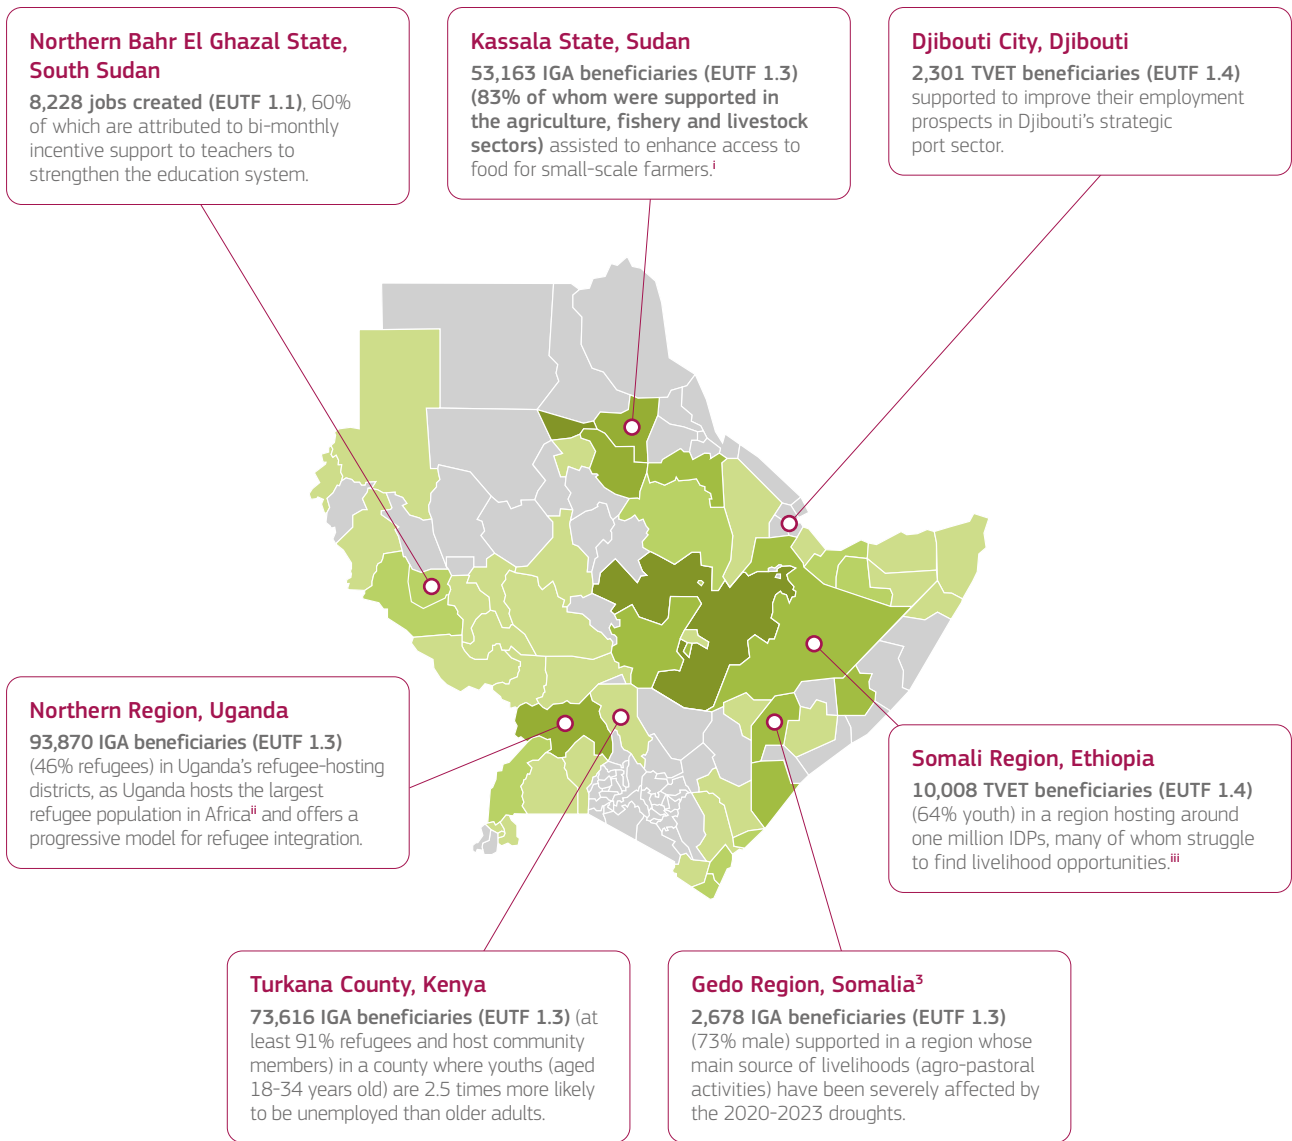 Northern Bahr El Ghazal State,
South Sudan
8,228 jobs created (EUTF 1.1), 60%
of which are attributed to bi-monthly
incentive support to teachers to
strengthen the education system.
Kassala State, Sudan
53,163 IGA beneficiaries (EUTF 1.3)
(83% of whom were supported in
the agriculture, fishery and livestock
sectors) assisted to enhance access to
food for small-scale farmers.i
Djibouti City, Djibouti
2,301 TVET beneficiaries (EUTF 1.4)
supported to improve their employment
prospects in Djibouti's strategic
port sector.
Northern Region, Uganda
93,870 IGA beneficiaries (EUTF 1.3)
(46% refugees) in Uganda's refugee-hosting
districts, as Uganda hosts the largest
refugee population in Africaii and offers a
progressive model for refugee integration.
Somali Region, Ethiopia
10,008 TVET beneficiaries (EUTF 1.4)
(64% youth) in a region hosting around
one million IDPs, many of whom struggle
to find livelihood opportunities.iii
Turkana County, Kenya
73,616 IGA beneficiaries (EUTF 1.3) (at
least 91% refugees and host community
members) in a county where youths (aged
18-34 years old) are 2.5 times more likely
to be unemployed than older adults.
Gedo Region, Somalia3
2,678 IGA beneficiaries (EUTF 1.3)
(73% male) supported in a region whose
main source of livelihoods (agro-pastoral
activities) have been severely affected by
the 2020-2023 droughts.